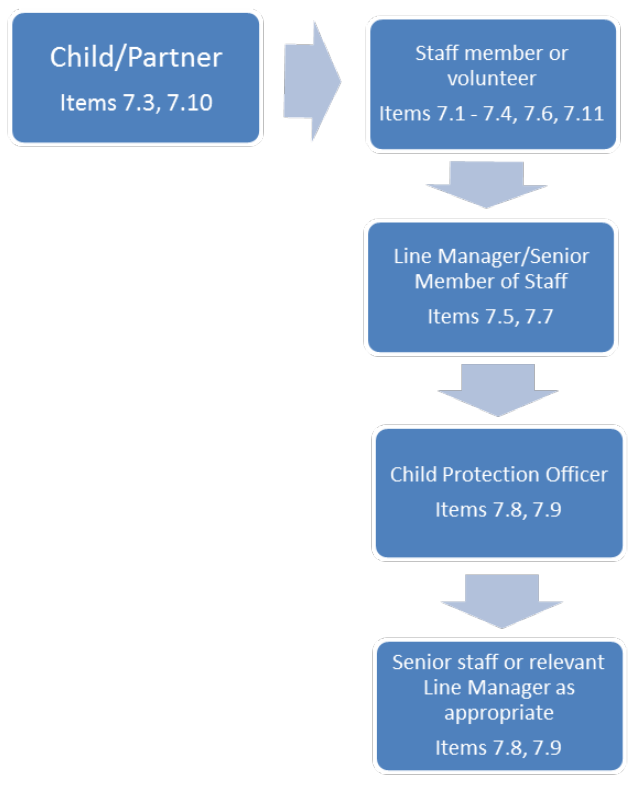 Child/Partner
Items 7.3, 7.10
Staff member or
volunteer
Items 7.1 - 7.4, 7.6, 7.11
Line Manager/Senior
Member of Staff
Items 7.5, 7.7
Child Protection Officer
Items 7.8, 7.9
Senior staff or relevant
Line Manager as
appropriate
Items 7.8, 7.9